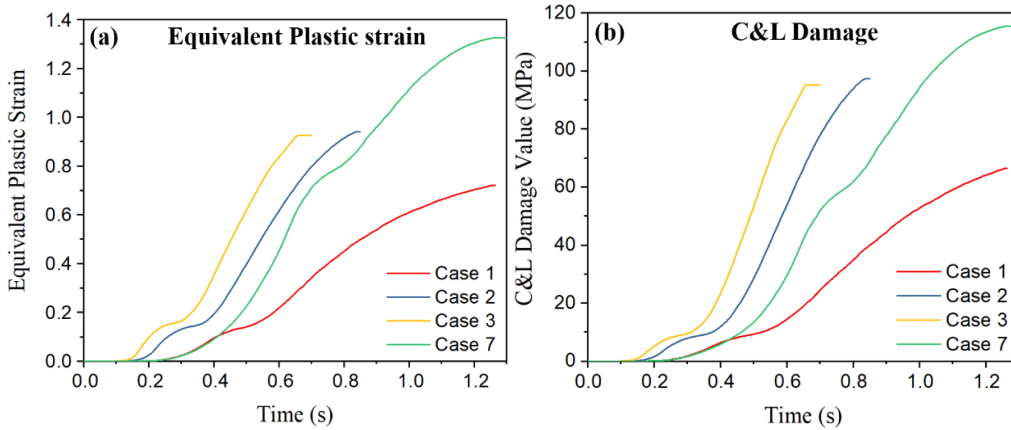 (a) Equivalent Plastic strain
Equivalent Plastic Strain
1.4
1.2
1.0
0.8
0.6
0.4
0.2
0.0
0.0 0.2 0.4 0.6 0.8 1.0 1.2
Time (s)
Case 1
Case 2
Case 3
Case 7
(b) C&L Damage
C&L Damage Value (MPa)
120
100
80
60
40
20
0
0.0 0.2 0.4 0.6 0.8 1.0 1.2
Time (s)
Case 1
Case 2
Case 3
Case 7